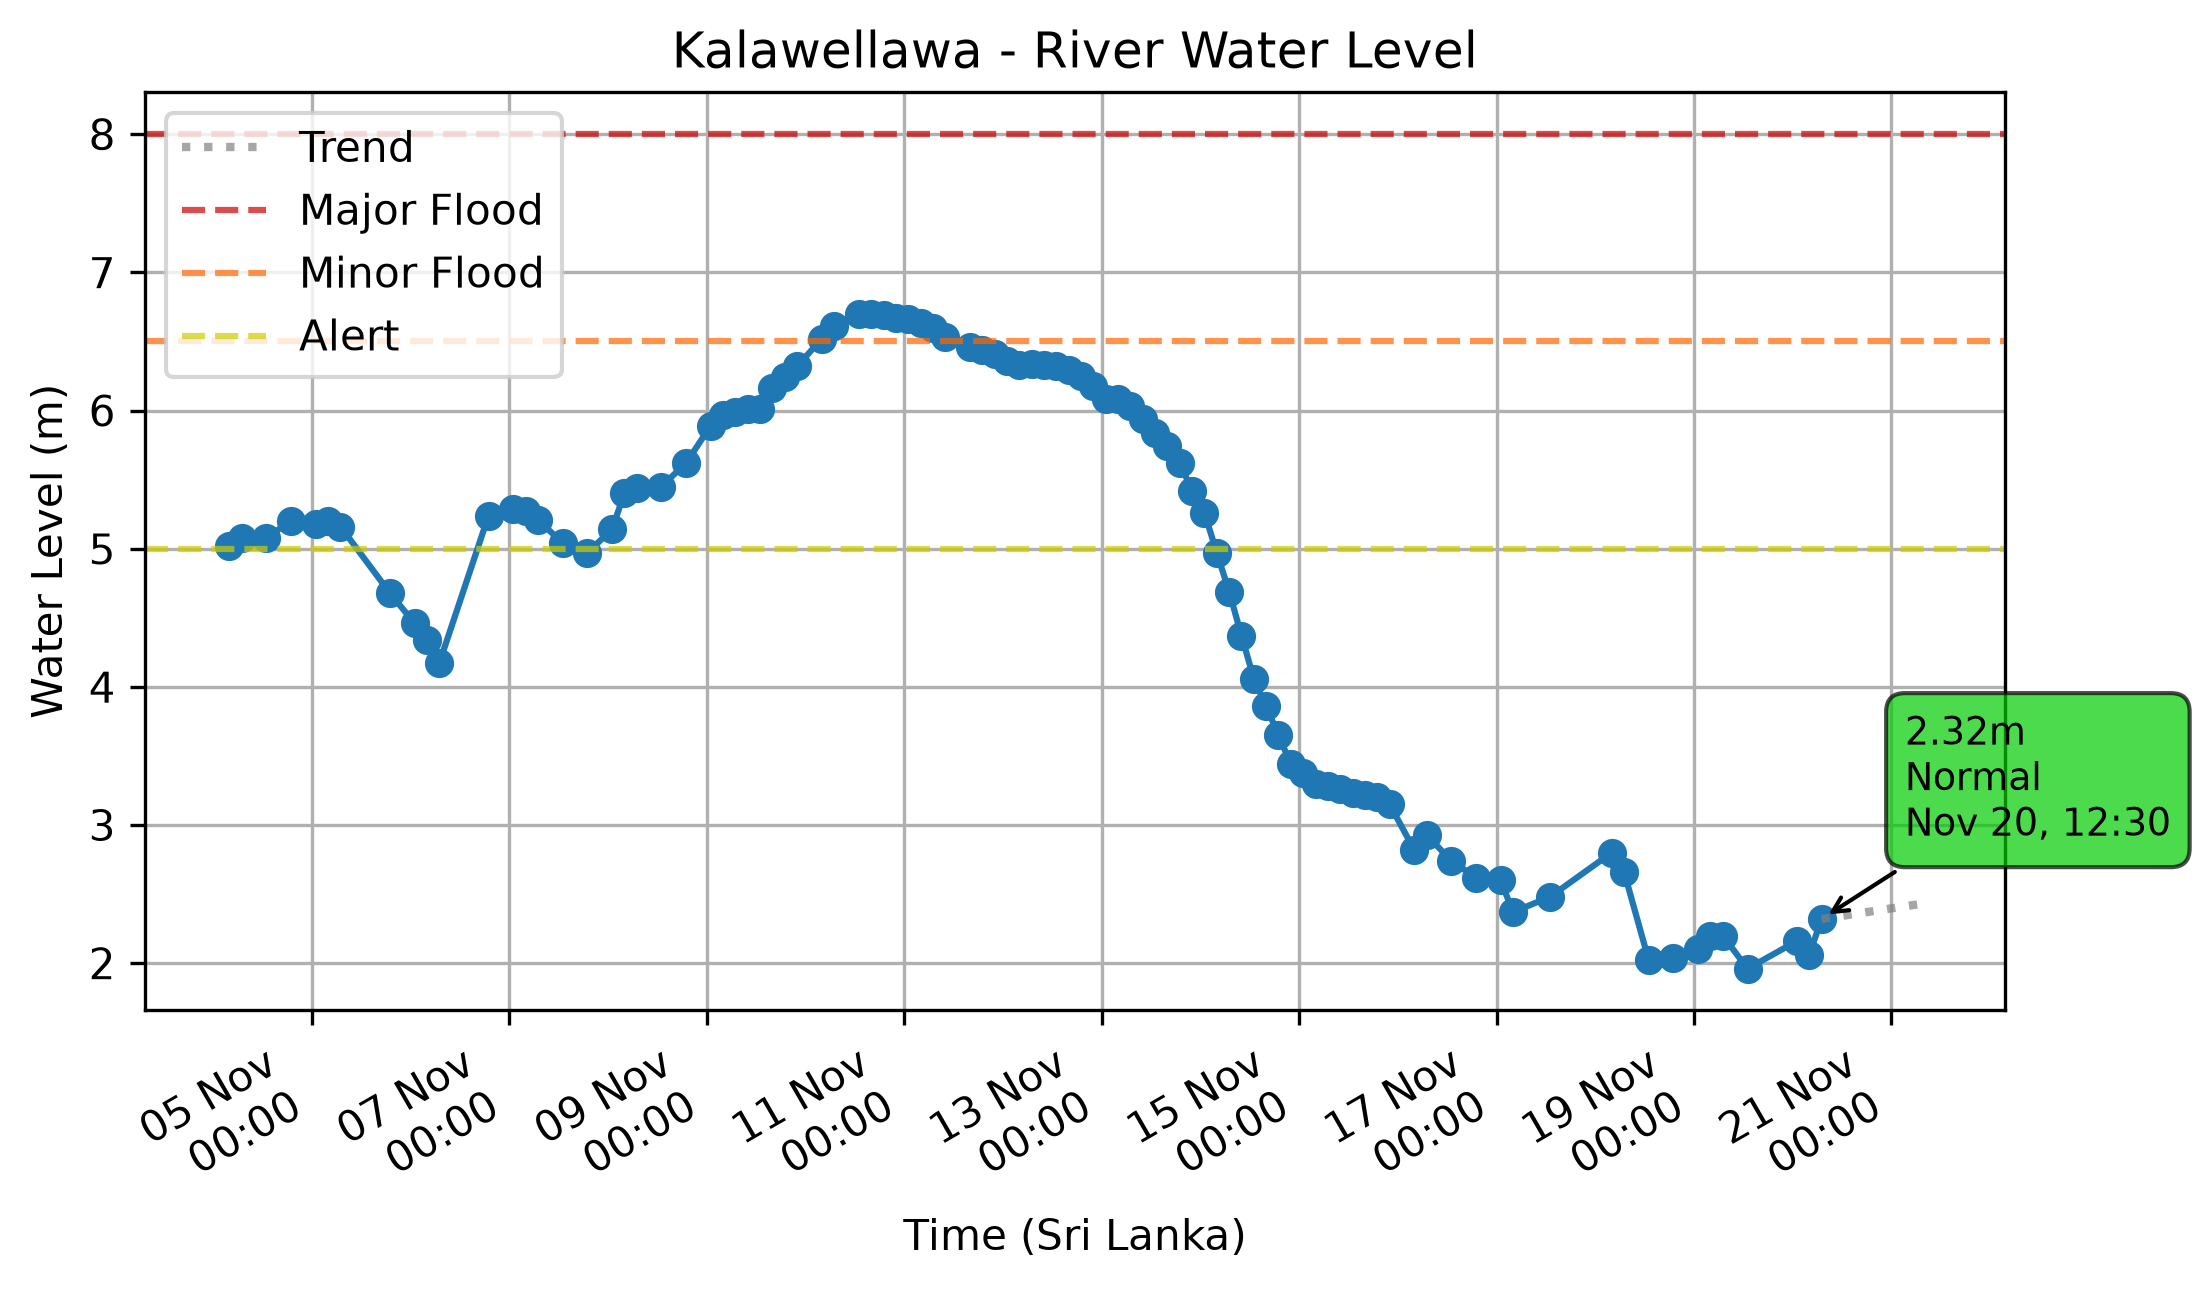 Kalawellawa - River Water Level
8
7
6
5
4
3
2
Water Level (m)
Trend
Major Flood
Minor Flood
Alert
2.32m
Normal
Nov 20, 12:30
05 Nov
00:00
07 Nov
00:00
09 Nov
00:00
11 Nov
00:00
13 Nov
00:00
15 Nov
00:00
17 Nov
00:00
19 Nov
00:00
21 Nov
00:00
Time (Sri Lanka)